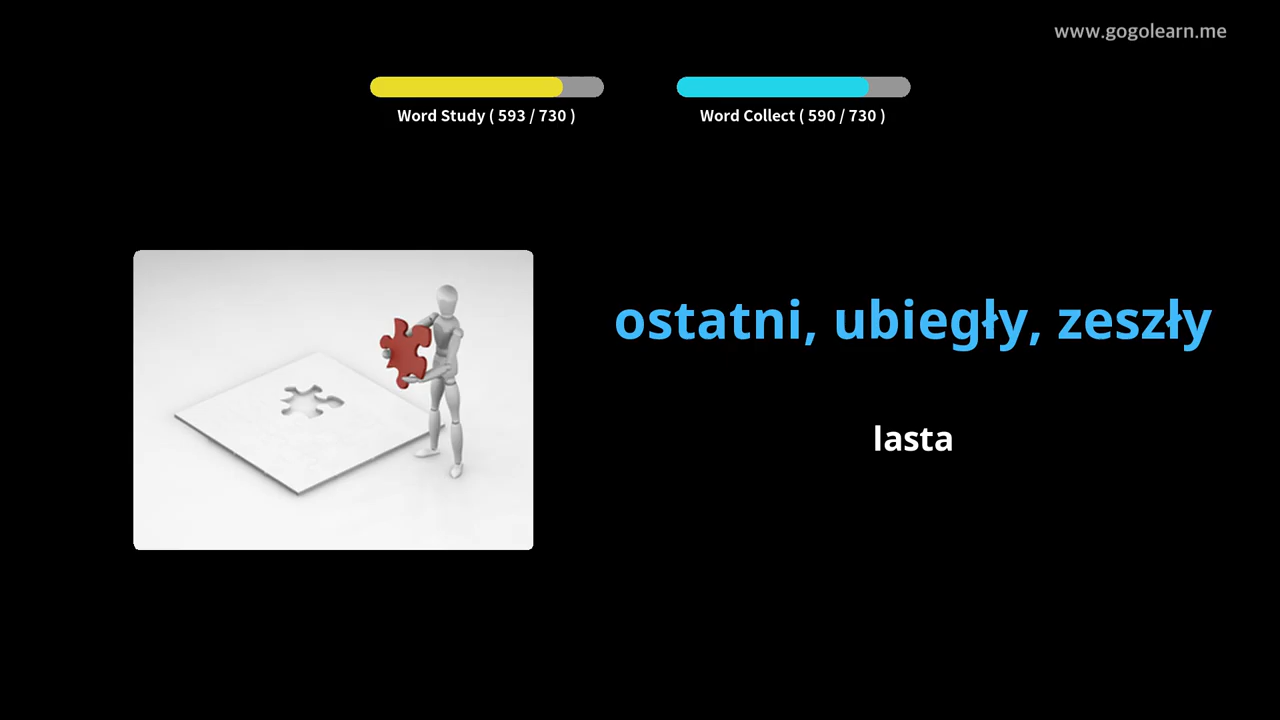 www.gogolearn.me
Word Study ( 593 / 730 )
Word Collect ( 590 / 730 )
ostatni, ubiegły, zeszły
lasta